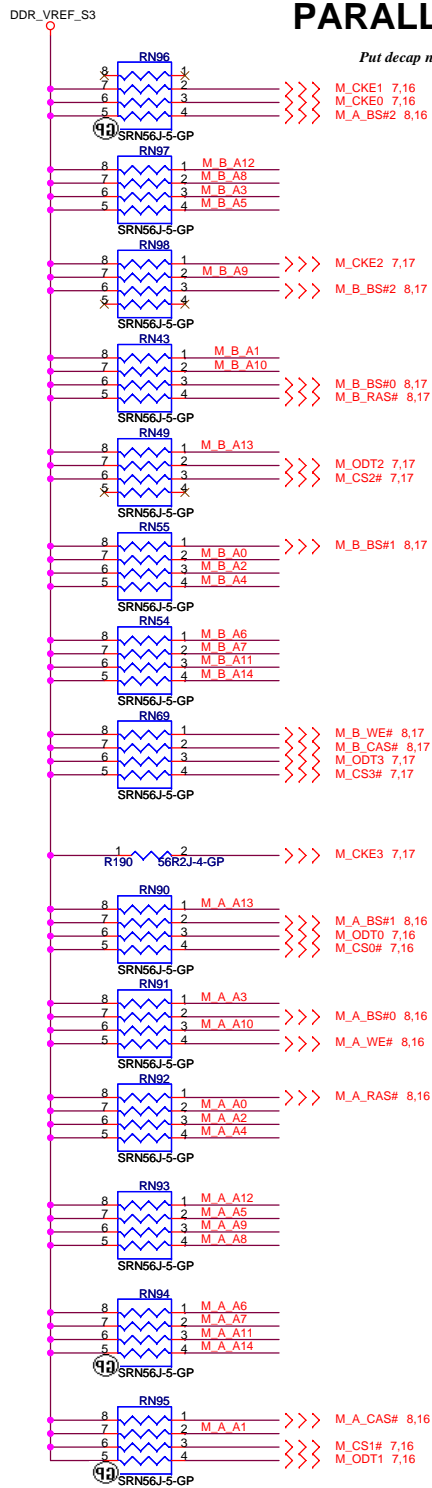 DDR_VREF_S3
PARALL
Put decap n
RN96
8 1
7 2 M_CKE1 7,16
6 3 M_CKE0 7,16
5 4 M_A_BS#2 8,16
GP
SRN56J-5-GP
RN97
8 1 M_B_A12
7 2 M_B_A8
6 3 M_B_A3
5 4 M_B_A5
SRN56J-5-GP
RN98
8 1 M_CKE2 7,17
7 2 M_B_A9
6 3 M_B_BS#2 8,17
5 4
SRN56J-5-GP
RN43
8 1 M_B_A1
7 2 M_B_A10
6 3 M_B_BS#0 8,17
5 4 M_B_RAS# 8,17
SRN56J-5-GP
RN49
8 1 M_B_A13
7 2 M_ODT2 7,17
6 3 M_CS2# 7,17
5 4
SRN56J-5-GP
RN55
8 1 M_B_BS#1 8,17
7 2 M_B_A0
6 3 M_B_A2
5 4 M_B_A4
SRN56J-5-GP
RN54
8 1 M_B_A6
7 2 M_B_A7
6 3 M_B_A11
5 4 M_B_A14
SRN56J-5-GP
RN69
8 1 M_B_WE# 8,17
7 2 M_B_CAS# 8,17
6 3 M_ODT3 7,17
5 4 M_CS3# 7,17
SRN56J-5-GP
1 2 M_CKE3 7,17
R190 56R2J-4-GP
RN90
8 1 M_A_A13
7 2 M_A_BS#1 8,16
6 3 M_ODT0 7,16
5 4 M_CS0# 7,16
SRN56J-5-GP
RN91
8 1 M_A_A3
7 2 M_A_BS#0 8,16
6 3 M_A_A10
5 4 M_A_WE# 8,16
SRN56J-5-GP
RN92
8 1 M_A_RAS# 8,16
7 2 M_A_A0
6 3 M_A_A2
5 4 M_A_A4
SRN56J-5-GP
RN93
8 1 M_A_A12
7 2 M_A_A5
6 3 M_A_A9
5 4 M_A_A8
SRN56J-5-GP
RN94
8 1 M_A_A6
7 2 M_A_A7
6 3 M_A_A11
5 4 M_A_A14
GP
SRN56J-5-GP
RN95
8 1 M_A_CAS# 8,16
7 2 M_A_A1
6 3 M_CS1# 7,16
5 4 M_ODT1 7,16
GP
SRN56J-5-GP